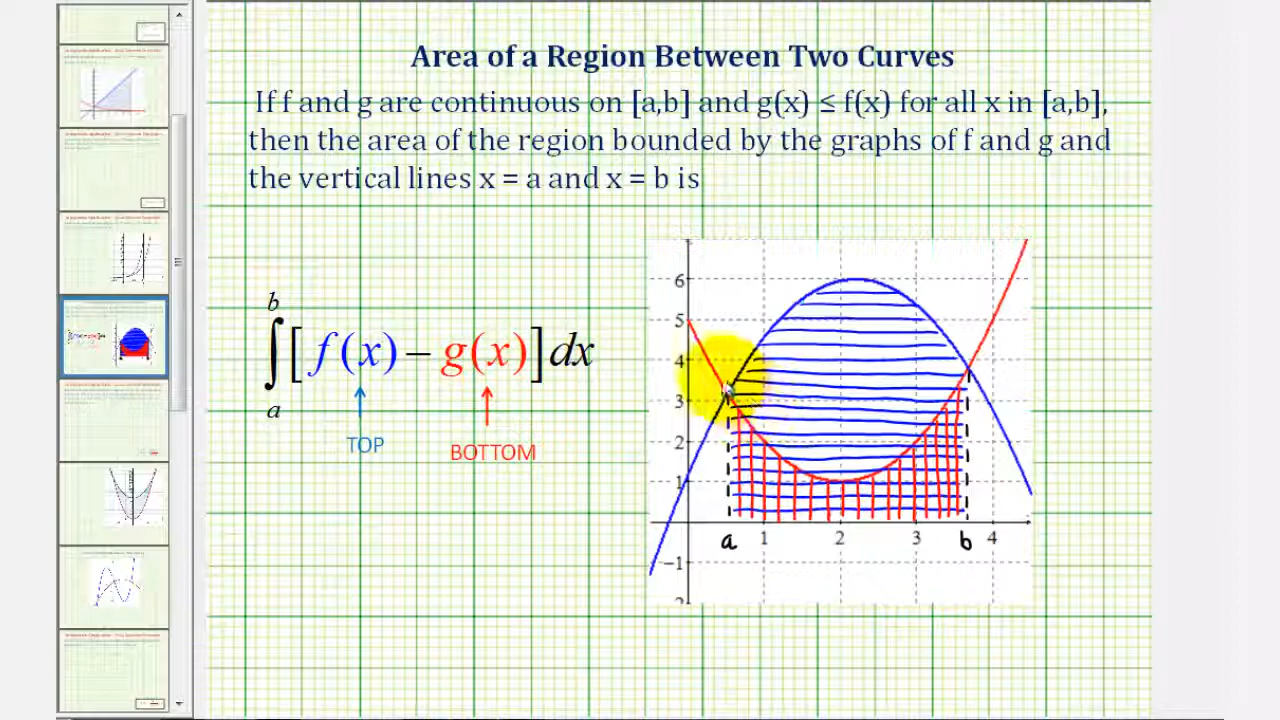 Area of a Region Between Two Curves
If f and g are continuous on [a,b] and g(x) ≤ f(x) for all x in [a,b],
then the area of the region bounded by the graphs of f and g and
the vertical lines x = a and x = b is
b
∫ [f(x) − g(x)] dx
a
TOP
BOTTOM
6
5
4
3
2
1
a 1 2 3 b 4
−1